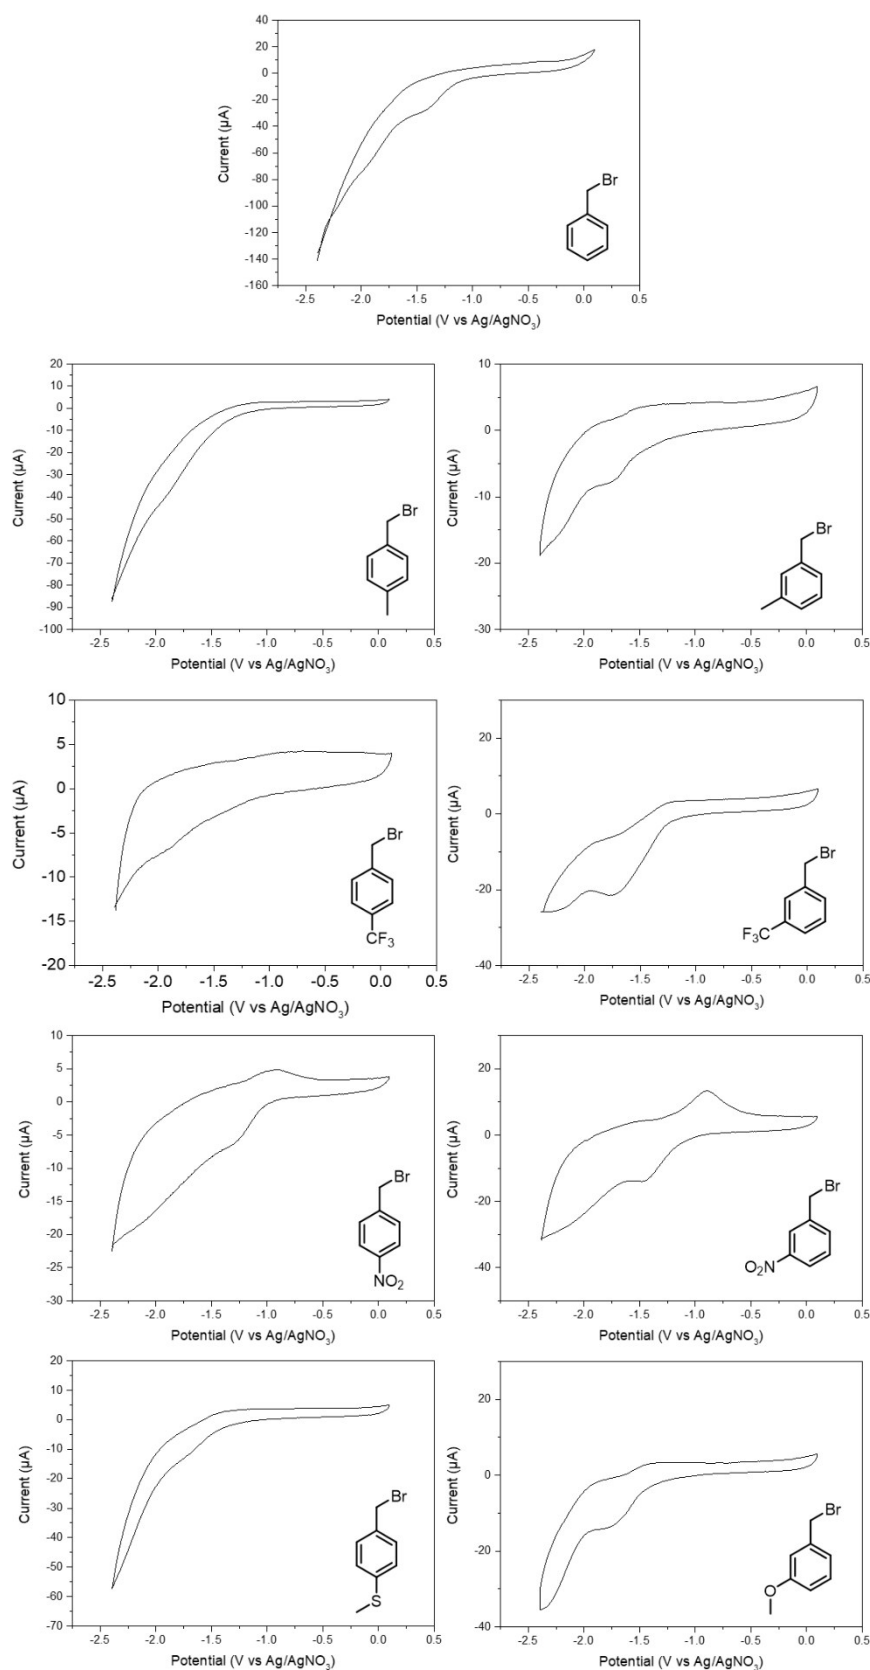 Current (µA)
40
20
0
-20
-40
-60
-80
-100
-120
-140
-160
Br
-2.5 -2.0 -1.5 -1.0 -0.5 0.0 0.5
Potential (V vs Ag/AgNO₃)
Current (µA)
20
10
0
-10
-20
-30
-40
-50
-60
-70
-80
-90
-100
Br
-2.5 -2.0 -1.5 -1.0 -0.5 0.0 0.5
Potential (V vs Ag/AgNO₃)
Current (µA)
10
0
-10
-20
-30
Br
-2.5 -2.0 -1.5 -1.0 -0.5 0.0 0.5
Potential (V vs Ag/AgNO₃)
Current (µA)
10
5
0
-5
-10
-15
-20
Br
CF₃
-2.5 -2.0 -1.5 -1.0 -0.5 0.0 0.5
Potential (V vs Ag/AgNO₃)
Current (µA)
20
0
-20
-40
Br
F₃C
-2.5 -2.0 -1.5 -1.0 -0.5 0.0 0.5
Potential (V vs Ag/AgNO₃)
Current (µA)
10
5
0
-5
-10
-15
-20
-25
-30
Br
NO₂
-2.5 -2.0 -1.5 -1.0 -0.5 0.0 0.5
Potential (V vs Ag/AgNO₃)
Current (µA)
20
0
-20
-40
Br
O₂N
-2.5 -2.0 -1.5 -1.0 -0.5 0.0 0.5
Potential (V vs Ag/AgNO₃)
Current (µA)
20
10
0
-10
-20
-30
-40
-50
-60
-70
Br
S
-2.5 -2.0 -1.5 -1.0 -0.5 0.0 0.5
Potential (V vs Ag/AgNO₃)
Current (µA)
20
0
-20
-40
Br
O
-2.5 -2.0 -1.5 -1.0 -0.5 0.0 0.5
Potential (V vs Ag/AgNO₃)